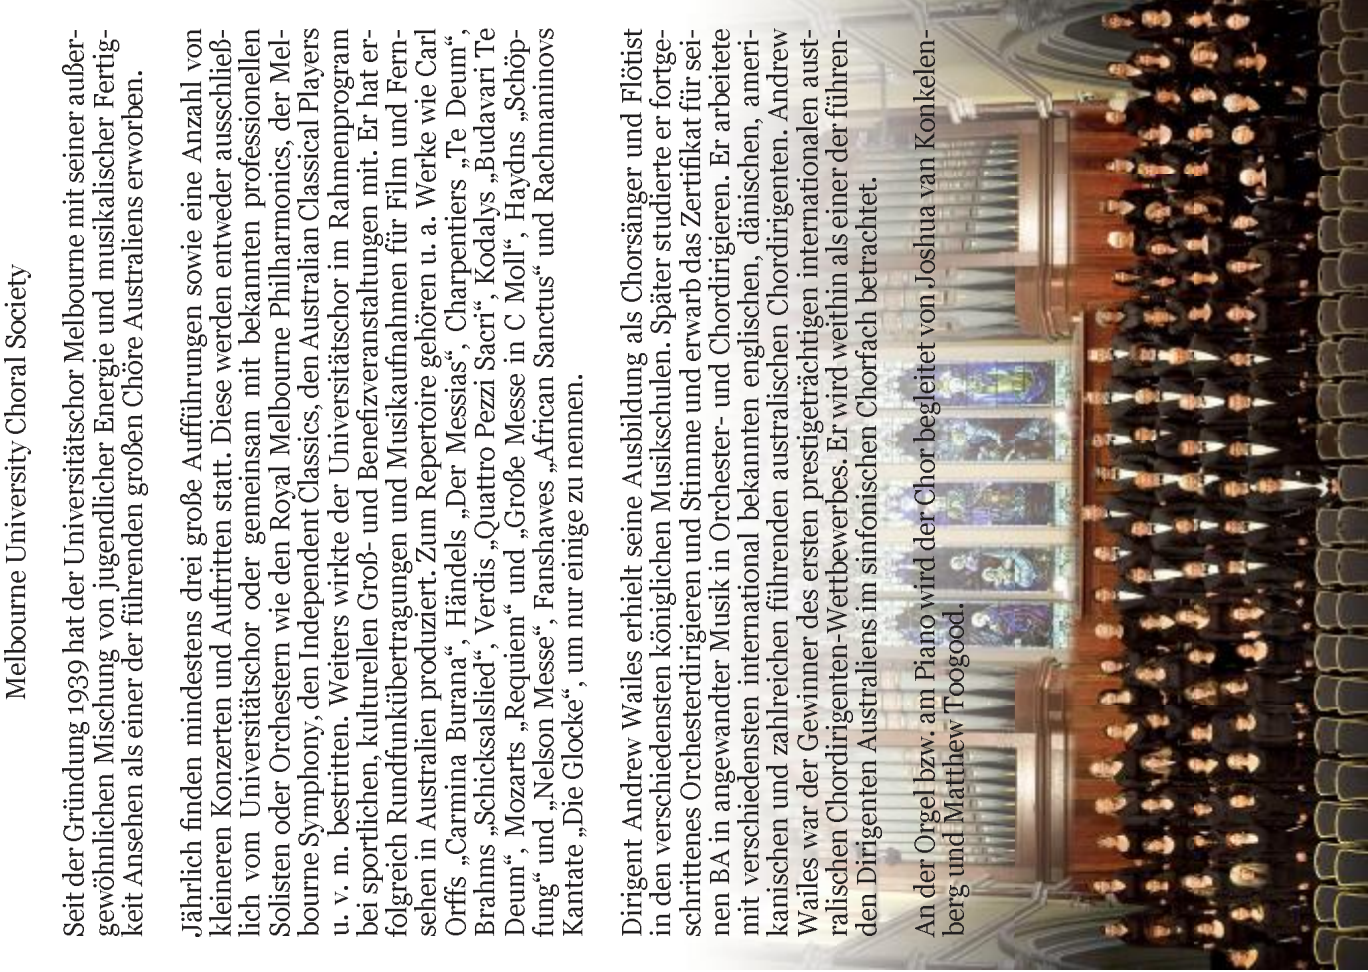 Melbourne University Choral Society
Seit der Gründung 1939 hat der Universitätschor Melbourne mit seiner außer-
gewöhnlichen Mischung von jugendlicher Energie und musikalischer Fertig-
keit Ansehen als einer der führenden großen Chöre Australiens erworben.
Jährlich finden mindestens drei große Aufführungen sowie eine Anzahl von
kleineren Konzerten und Auftritten statt. Diese werden entweder ausschließ-
lich vom Universitätschor oder gemeinsam mit bekannten professionellen
Solisten oder Orchestern wie den Royal Melbourne Philharmonics, der Mel-
bourne Symphony, den Independent Classics, den Australian Classical Players
u. v. m. bestritten. Weiters wirkte der Universitätschor im Rahmenprogram
bei sportlichen, kulturellen Groß- und Benefizveranstaltungen mit. Er hat er-
folgreich Rundfunkübertragungen und Musikaufnahmen für Film und Fern-
sehen in Australien produziert. Zum Repertoire gehören u. a. Werke wie Carl
Orffs „Carmina Burana“, Händels „Der Messias“, Charpentiers „Te Deum“,
Brahms „Schicksalslied“, Verdis „Quattro Pezzi Sacri“, Kodalys „Budavari Te
Deum“, Mozarts „Requiem“ und „Große Messe in C Moll“, Haydns „Schöp-
fung“ und „Nelson Messe“, Fanshawes „African Sanctus“ und Rachmaninovs
Kantate „Die Glocke“, um nur einige zu nennen.
Dirigent Andrew Wailes erhielt seine Ausbildung als Chorsänger und Flötist
in den verschiedensten königlichen Musikschulen. Später studierte er fortge-
schrittenes Orchesterdirigieren und Stimme und erwarb das Zertifikat für sei-
nen BA in angewandter Musik in Orchester- und Chordirigieren. Er arbeitete
mit verschiedensten international bekannten englischen, dänischen, ameri-
kanischen und zahlreichen führenden australischen Chordirigenten. Andrew
Wailes war der Gewinner des ersten prestigeträchtigen internationalen aust-
ralischen Chordirigenten-Wettbewerbes. Er wird weithin als einer der führen-
den Dirigenten Australiens im sinfonischen Chorfach betrachtet.
An der Orgel bzw. am Piano wird der Chor begleitet von Joshua van Konkelen-
berg und Matthew Toogood.